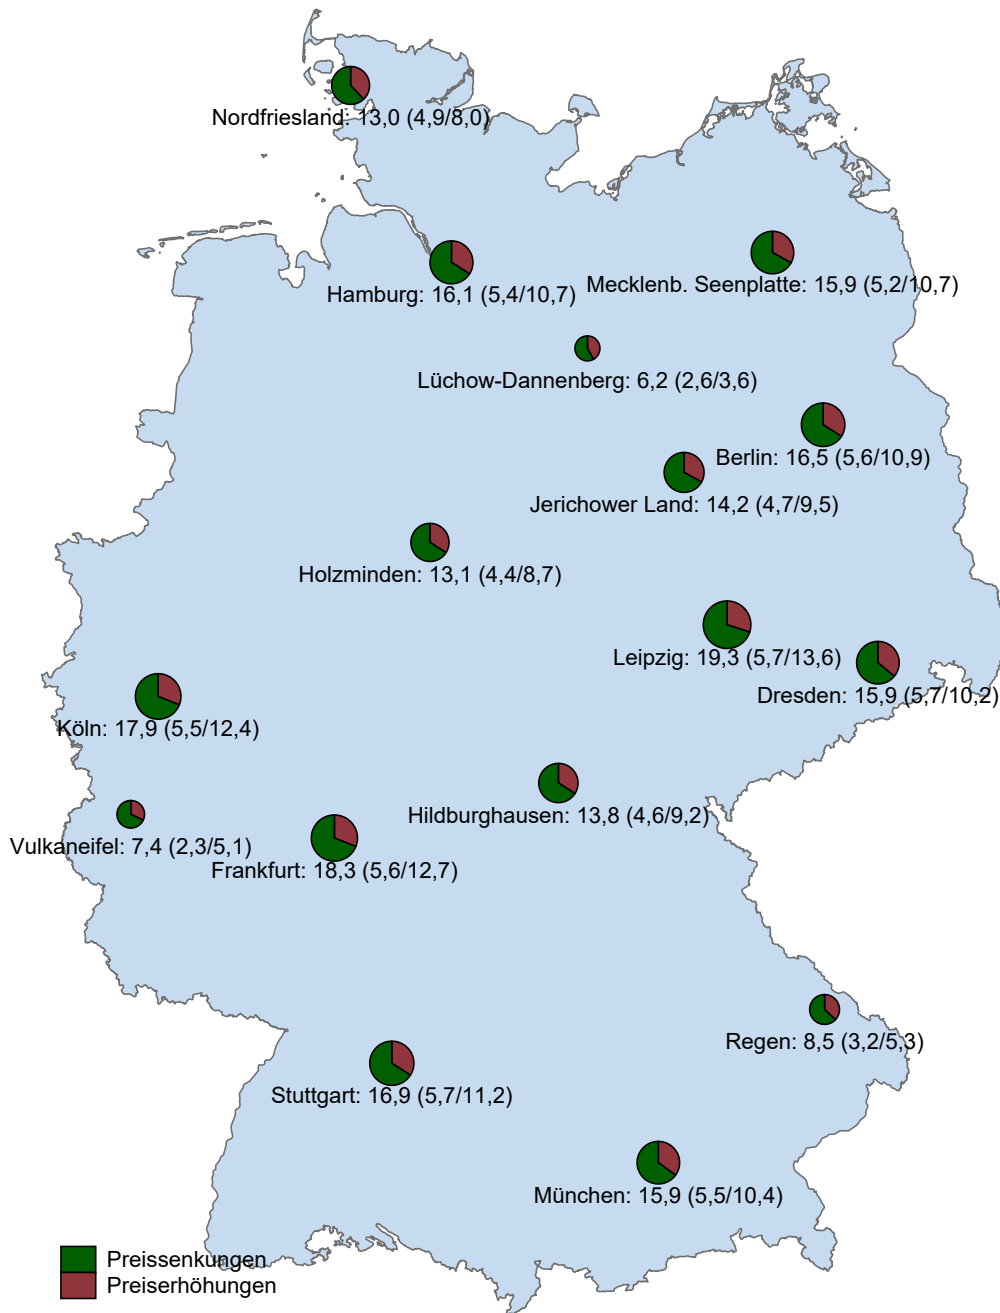 Nordfriesland: 13,0 (4,9/8,0)
Mecklenb. Seenplatte: 15,9 (5,2/10,7)
Hamburg: 16,1 (5,4/10,7)
Lüchow-Dannenberg: 6,2 (2,6/3,6)
Berlin: 16,5 (5,6/10,9)
Jerichower Land: 14,2 (4,7/9,5)
Holzminden: 13,1 (4,4/8,7)
Leipzig: 19,3 (5,7/13,6)
Dresden: 15,9 (5,7/10,2)
Köln: 17,9 (5,5/12,4)
Hildburghausen: 13,8 (4,6/9,2)
Vulkaneifel: 7,4 (2,3/5,1)
Frankfurt: 18,3 (5,6/12,7)
Regen: 8,5 (3,2/5,3)
Stuttgart: 16,9 (5,7/11,2)
München: 15,9 (5,5/10,4)
Preissenkungen
Preiserhöhungen